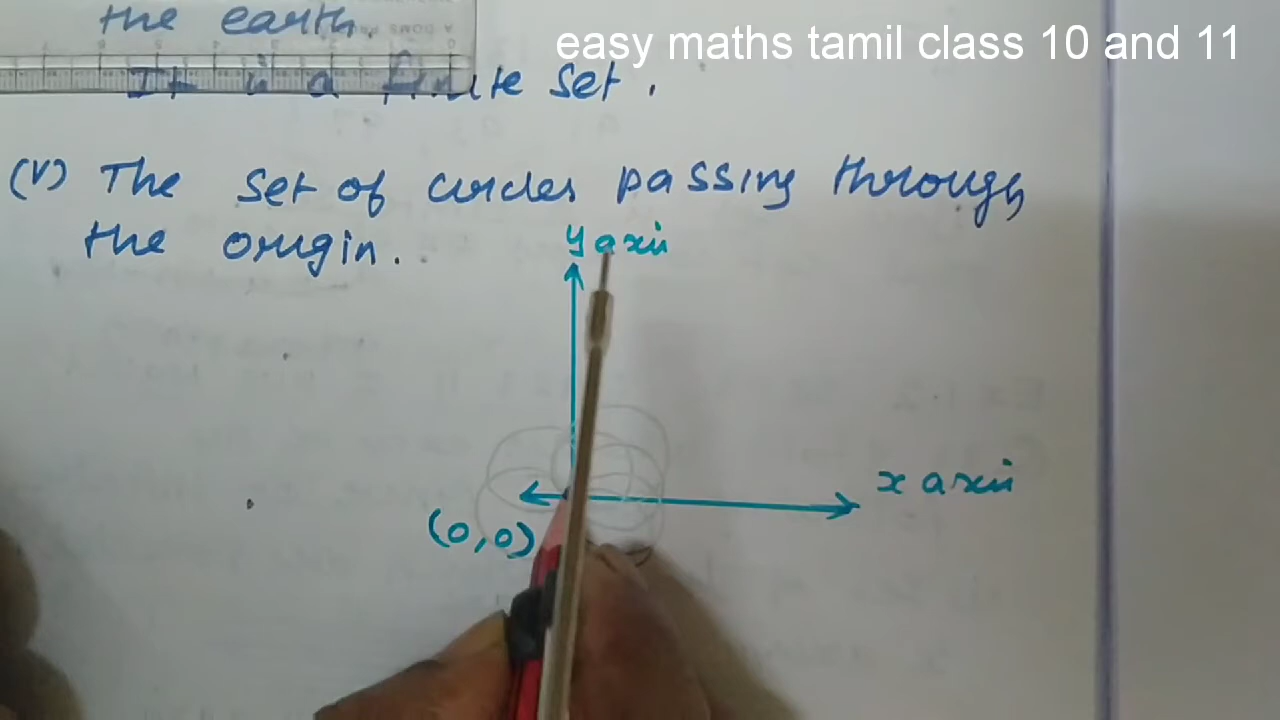 the earth.
easy maths tamil class 10 and 11
It is a finite set.
(V) The set of circles passing through
the origin.
y axis
x axis
(0,0)